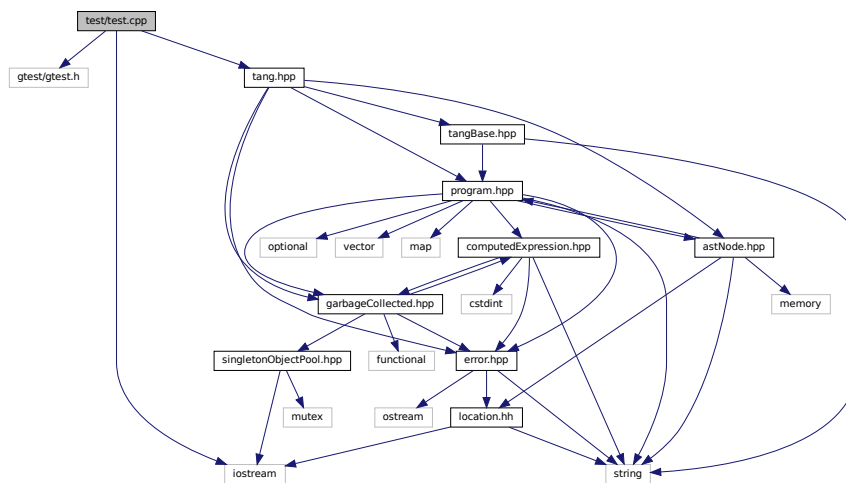 test/test.cpp
gtest/gtest.h
tang.hpp
tangBase.hpp
program.hpp
optional
vector
map
computedExpression.hpp
astNode.hpp
garbageCollected.hpp
cstdint
memory
singletonObjectPool.hpp
functional
error.hpp
mutex
ostream
location.hh
iostream
string